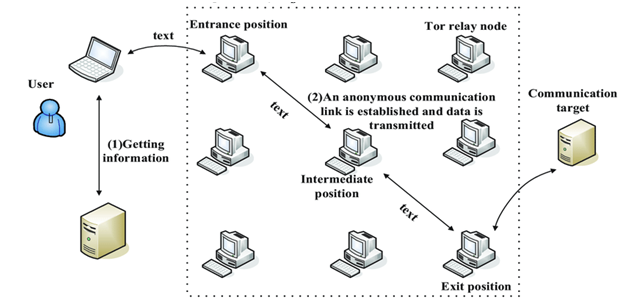 Entrance position
Tor relay node
text
User
(1)Getting
information
(2)An anonymous communication
link is established and data is
transmitted
text
Communication
target
Intermediate
position
text
Exit position